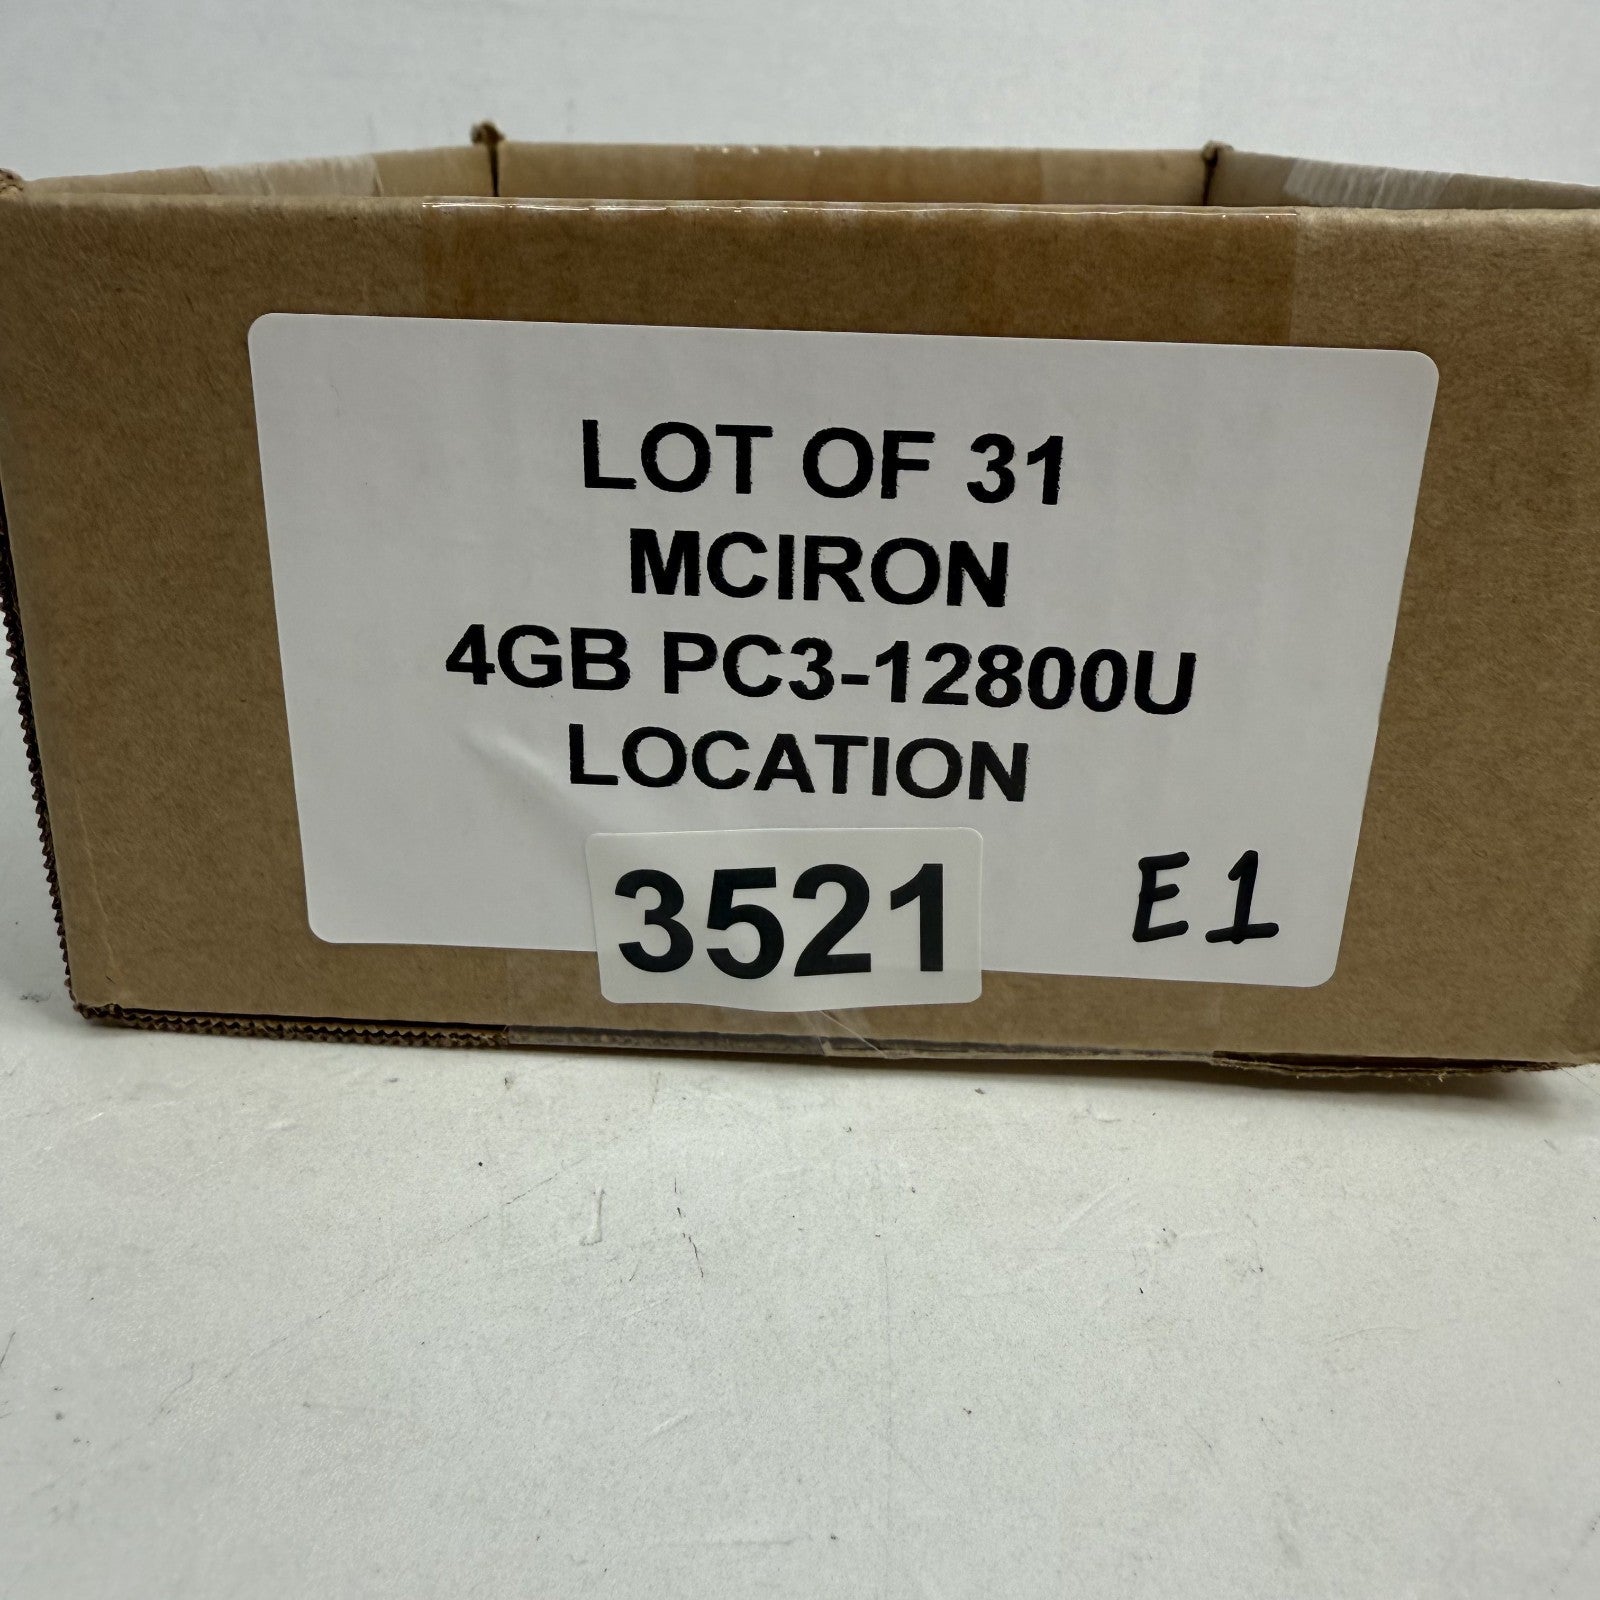 LOT OF 31
MCIRON
4GB PC3-12800U
LOCATION
3521
E1